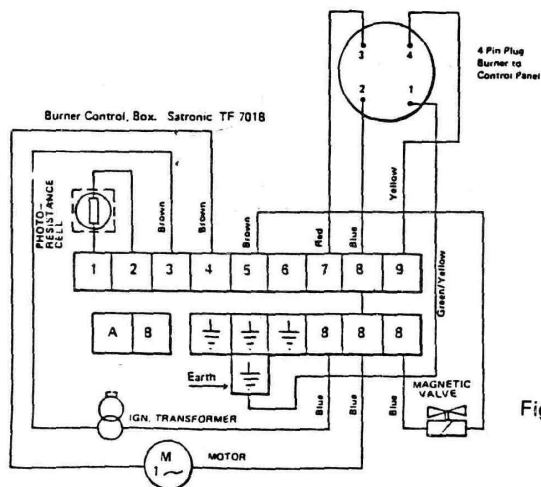 3 4
2 1
4 Pin Plug
Burner to
Control Panel
Burner Control, Box. Satronic TF 701B
PHOTO-
RESISTANCE
CELL
Brown
Brown
Brown
Red
Blue
Yellow
Green/Yellow
1 2 3 4 5 6 7 8 9
A B 8 8 8
Earth
Blue
Blue
Blue
MAGNETIC
VALVE
IGN. TRANSFORMER
M
1 ~
MOTOR
Fig